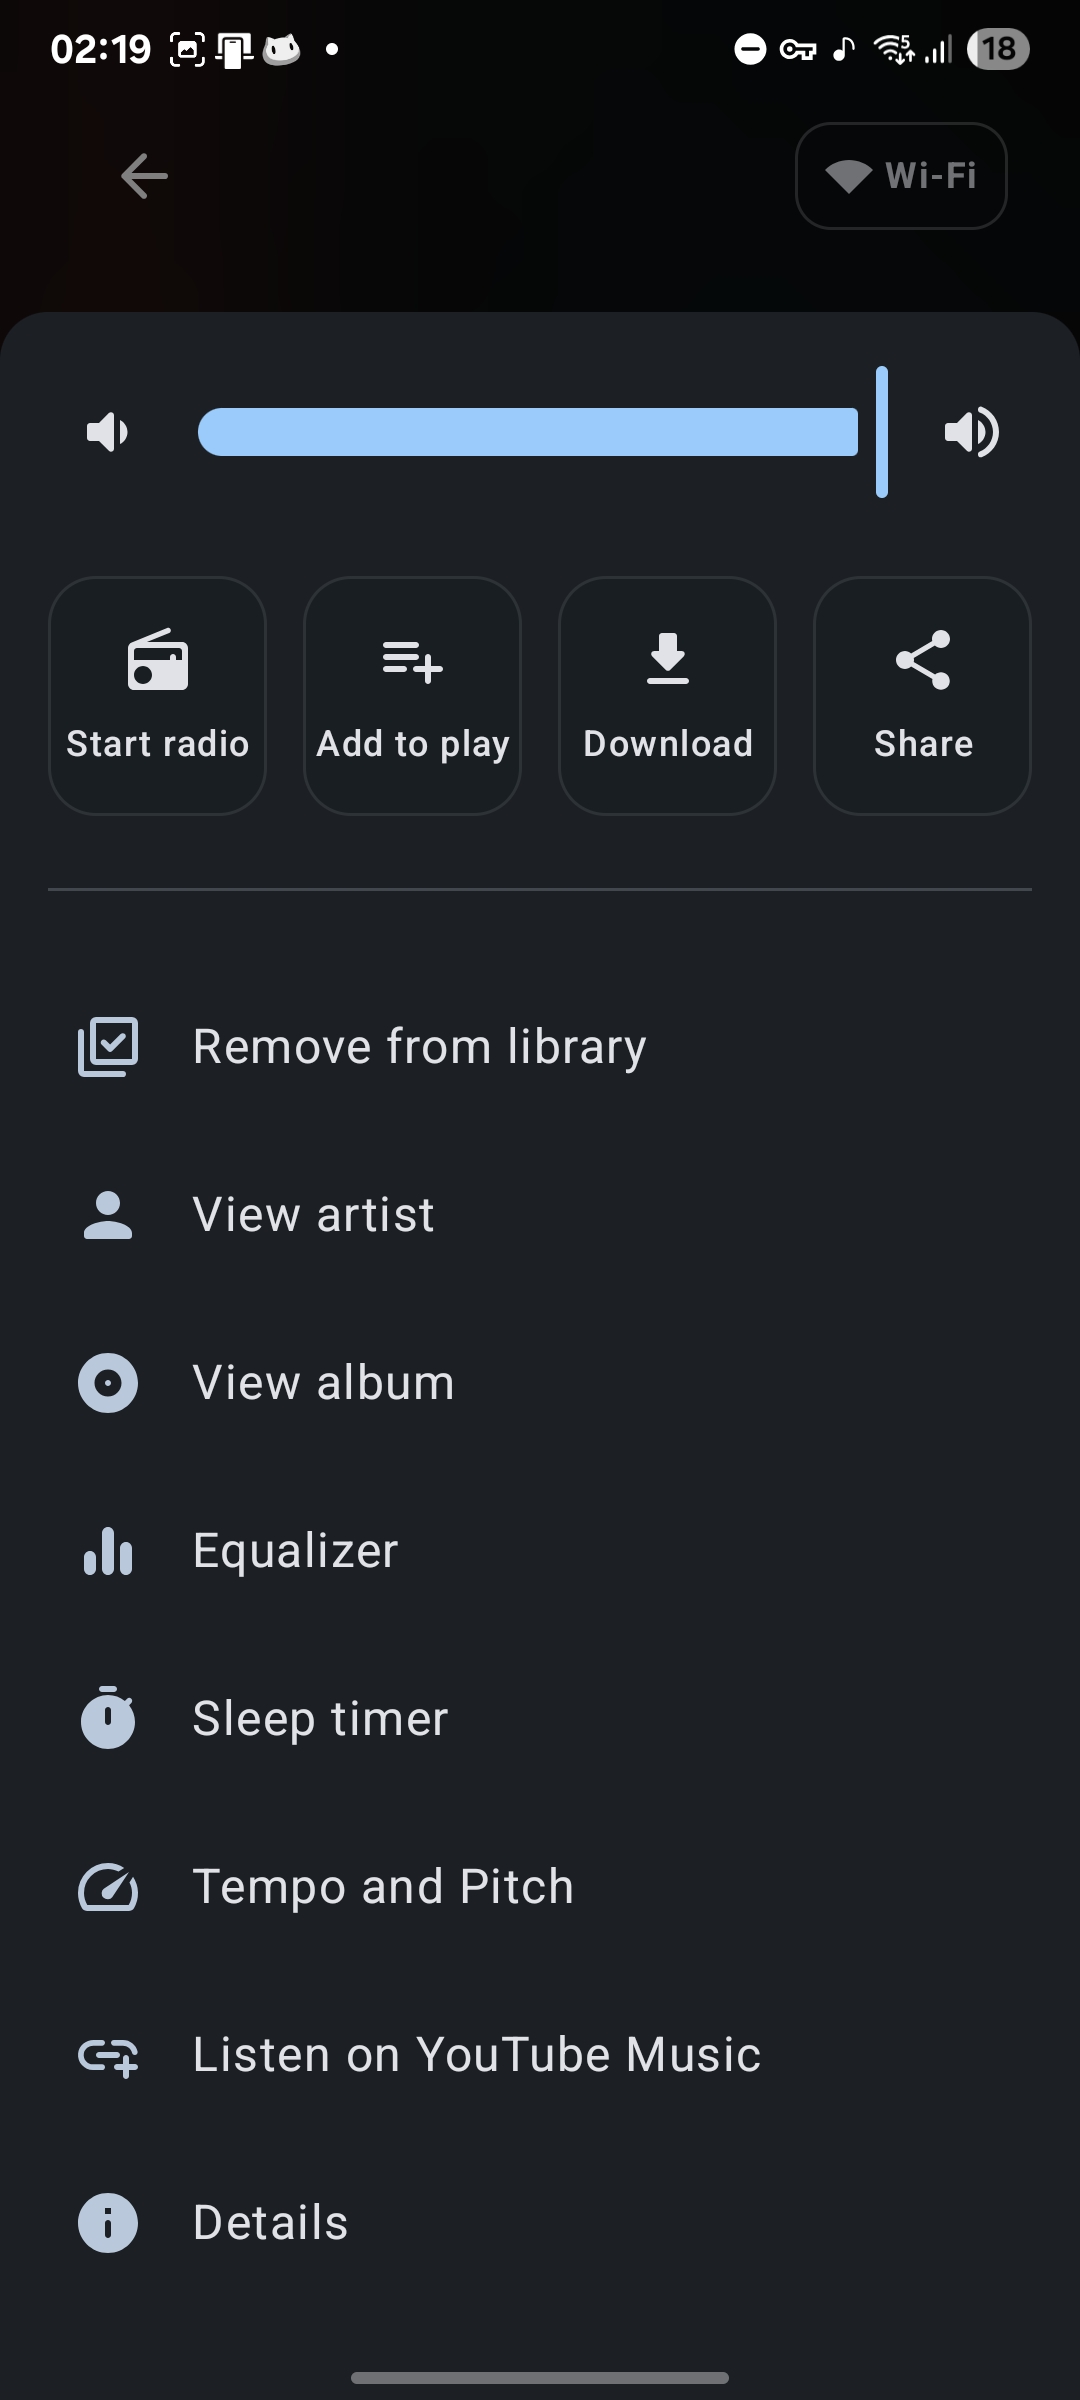 02:19
5
18
Wi-Fi
Start radio
Add to play
Download
Share
Remove from library
View artist
View album
Equalizer
Sleep timer
Tempo and Pitch
Listen on YouTube Music
Details